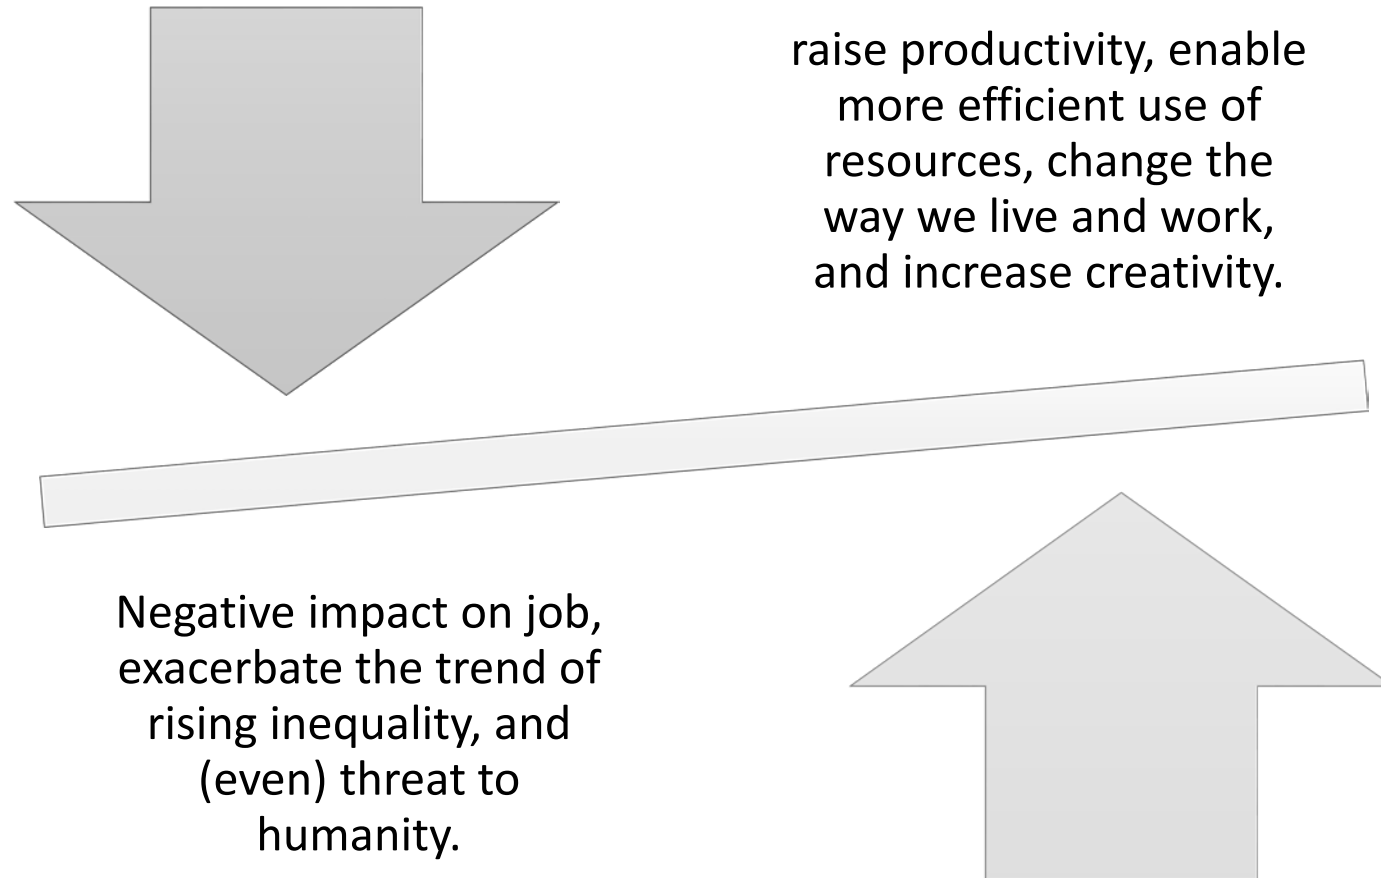 raise productivity, enable
more efficient use of
resources, change the
way we live and work,
and increase creativity.
Negative impact on job,
exacerbate the trend of
rising inequality, and
(even) threat to
humanity.